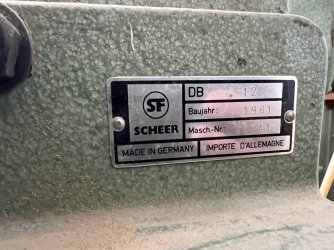 SF
SCHEER
DB 12
Baujahr: 1981
Masch.-Nr.
MADE IN GERMANY
IMPORTE D'ALLEMAGNE